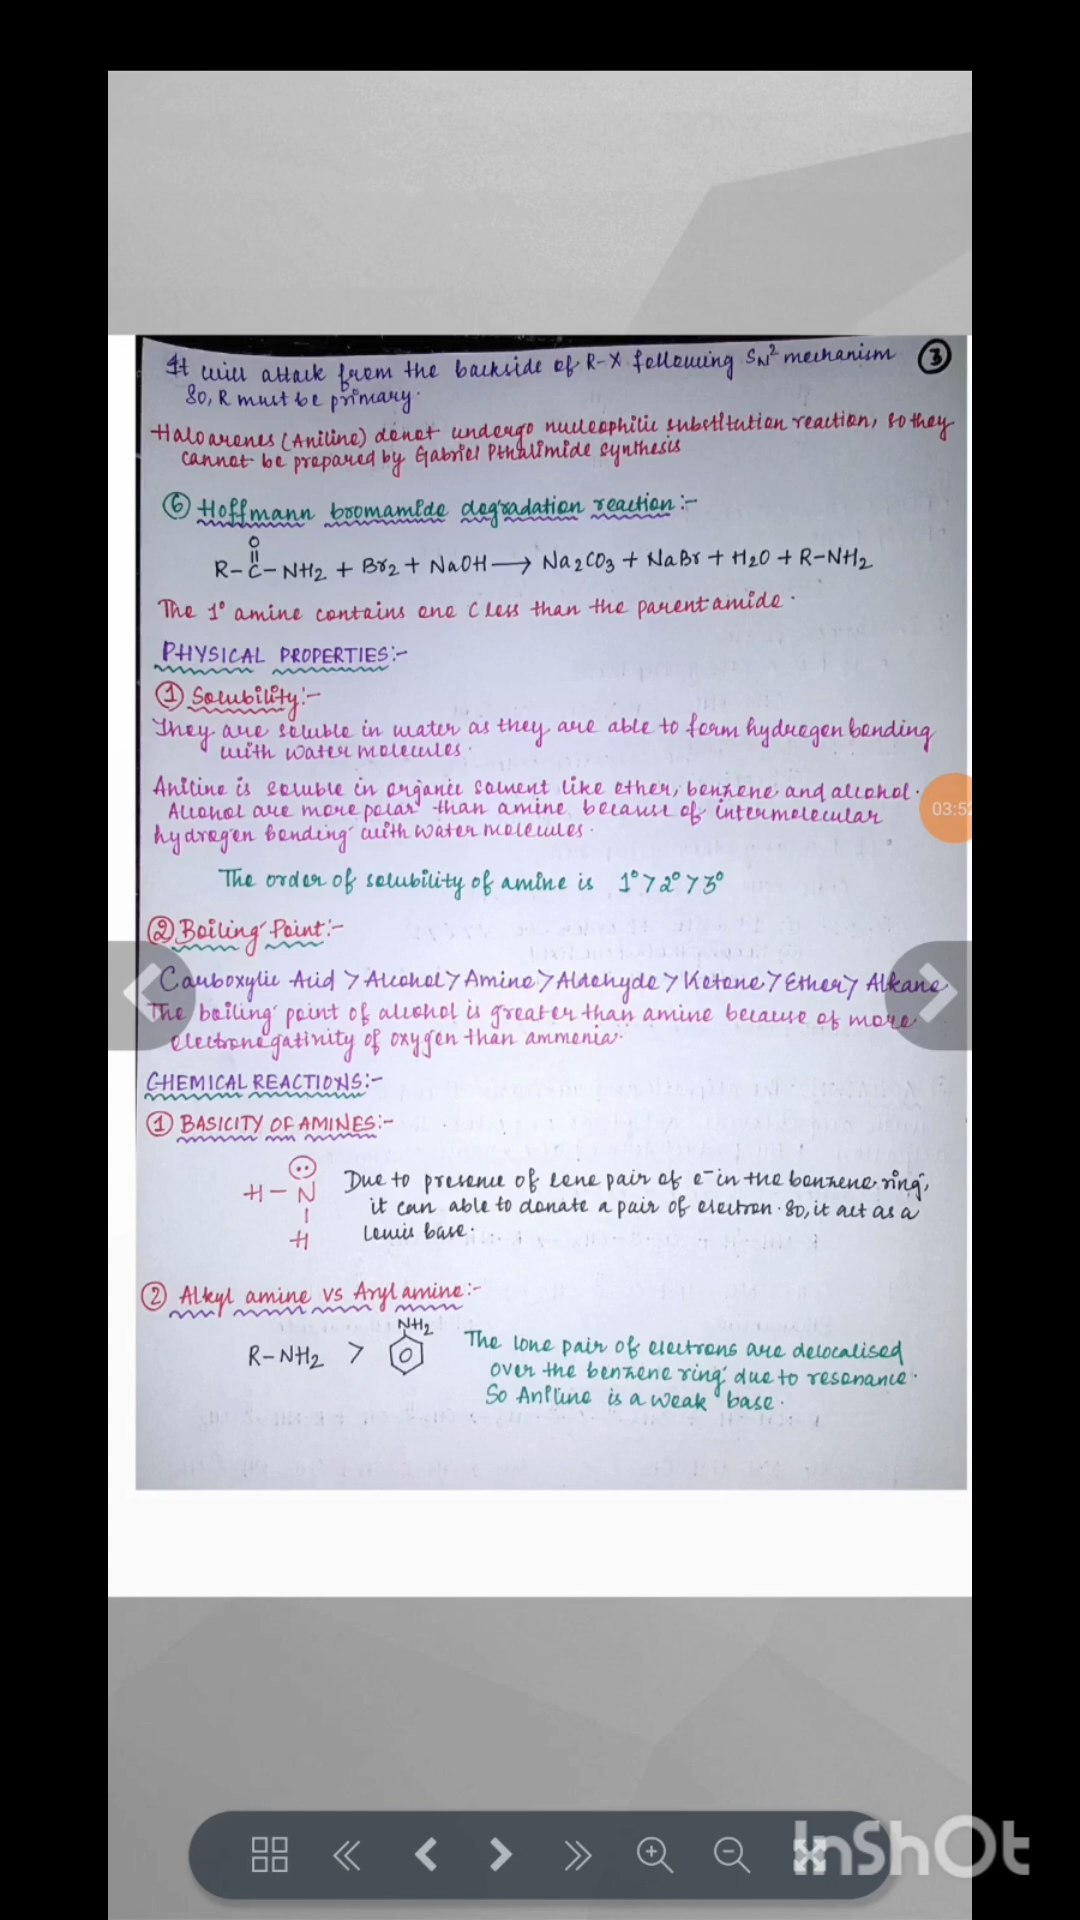 It will attack from the backside of R-X following SN² mechanism ③
So, R must be primary.
Haloarenes (Aniline) donot undergo nucleophilic substitution reaction, so they
cannot be prepared by Gabriel Pthalimide synthesis
⑥ Hoffmann bromamide degradation reaction:-
O
R-C-NH2 + Br2 + NaOH → Na2CO3 + NaBr + H2O + R-NH2
The 1° amine contains one C less than the parent amide.
PHYSICAL PROPERTIES:-
① Solubility:-
They are soluble in water as they are able to form hydrogen bonding
with water molecules.
Aniline is soluble in organic solvent like ether, benzene and alcohol.
Alcohol are more polar than amine because of intermolecular
hydrogen bonding with water molecules.
03:52
The order of solubility of amine is 1° > 2° > 3°
② Boiling Point:-
Carboxylic Acid > Alcohol > Amine > Aldehyde > Ketone > Ether > Alkane
The boiling point of alcohol is greater than amine because of more
electronegativity of oxygen than ammonia.
CHEMICAL REACTIONS:-
① BASICITY OF AMINES:-
H-N Due to presence of lone pair of e⁻ in the benzene ring,
it can able to donate a pair of electron. So, it act as a
H Lewis base.
② Alkyl amine vs Aryl amine:-
NH2
R-NH2 > The lone pair of electrons are delocalised
over the benzene ring due to resonance.
So Aniline is a weak base.
InShOt